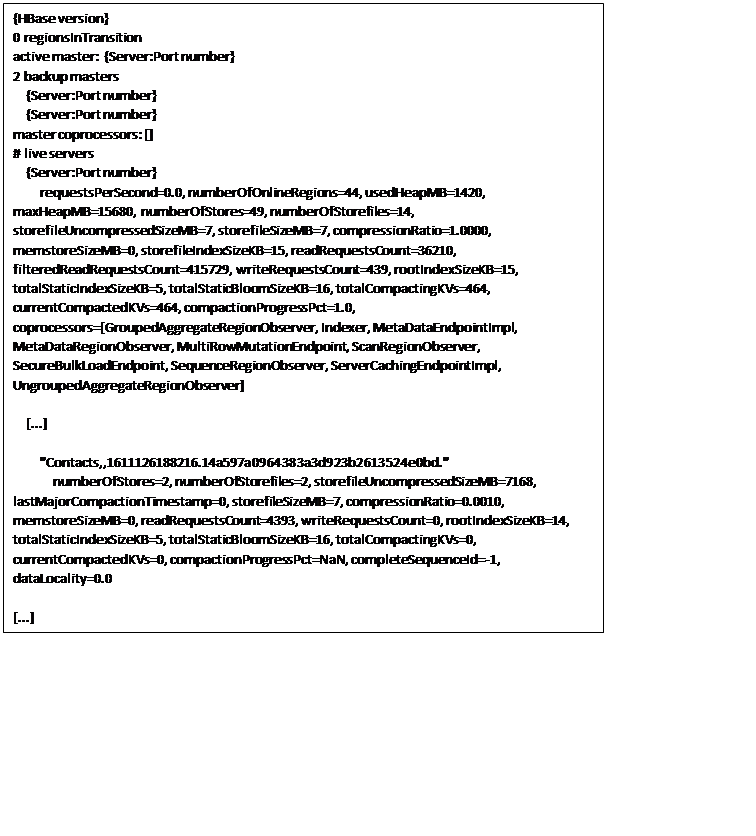 {HBase version}
0 regionsInTransition
active master: {Server:Port number}
2 backup masters
{Server:Port number}
{Server:Port number}
master coprocessors: []
# live servers
{Server:Port number}
requestsPerSecond=0.0, numberOfOnlineRegions=44, usedHeapMB=1420,
maxHeapMB=15680, numberOfStores=49, numberOfStorefiles=14,
storefileUncompressedSizeMB=7, storefileSizeMB=7, compressionRatio=1.0000,
memstoreSizeMB=0, storefileIndexSizeKB=15, readRequestsCount=36210,
filteredReadRequestsCount=415729, writeRequestsCount=439, rootIndexSizeKB=15,
totalStaticIndexSizeKB=5, totalStaticBloomSizeKB=16, totalCompactingKVs=464,
currentCompactedKVs=464, compactionProgressPct=1.0,
coprocessors=[GroupedAggregateRegionObserver, Indexer, MetaDataEndpointImpl,
MetaDataRegionObserver, MultiRowMutationEndpoint, ScanRegionObserver,
SecureBulkLoadEndpoint, SequenceRegionObserver, ServerCachingEndpointImpl,
UngroupedAggregateRegionObserver]
[...]
"Contacts,,1611126188216.14a597a0964383a3d923b2613524e0bd."
numberOfStores=2, numberOfStorefiles=2, storefileUncompressedSizeMB=7168,
lastMajorCompactionTimestamp=0, storefileSizeMB=7, compressionRatio=0.0010,
memstoreSizeMB=0, readRequestsCount=4393, writeRequestsCount=0, rootIndexSizeKB=14,
totalStaticIndexSizeKB=5, totalStaticBloomSizeKB=16, totalCompactingKVs=0,
currentCompactedKVs=0, compactionProgressPct=NaN, completeSequenceId=-1,
dataLocality=0.0
[...]